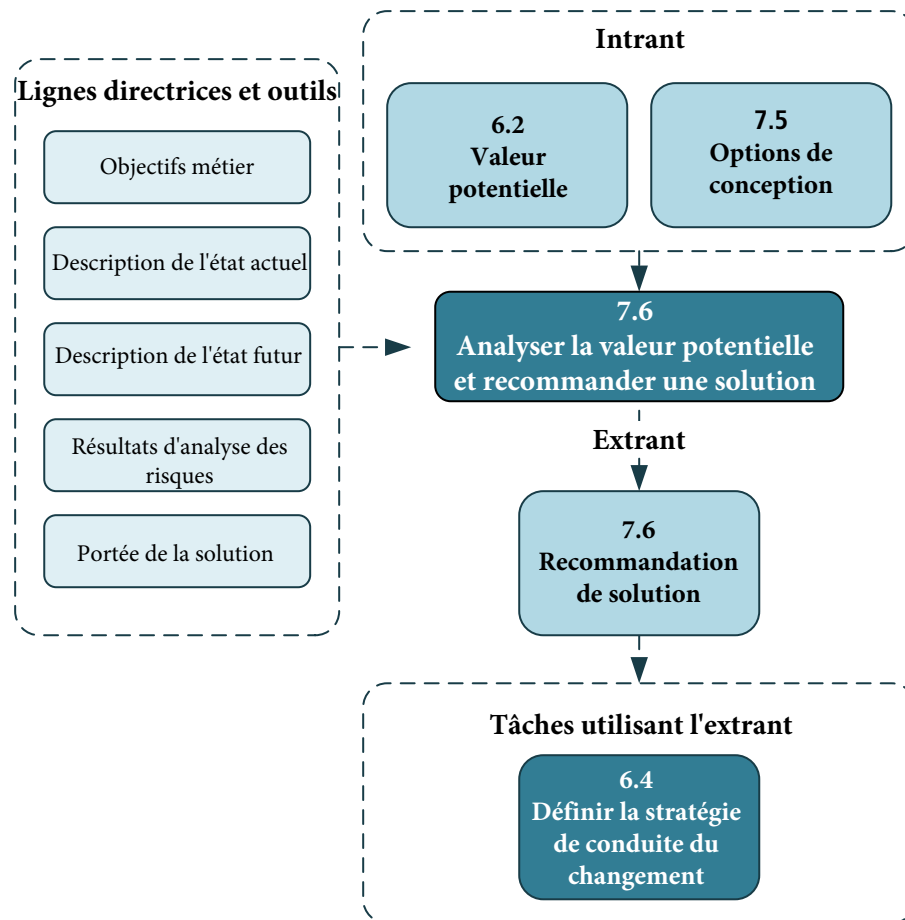 Intrant
6.2
Valeur
potentielle
7.5
Options de
conception
Lignes directrices et outils
Objectifs métier
Description de l'état actuel
Description de l'état futur
Résultats d'analyse des
risques
Portée de la solution
7.6
Analyser la valeur potentielle
et recommander une solution
Extrant
7.6
Recommandation
de solution
Tâches utilisant l'extrant
6.4
Définir la stratégie
de conduite du
changement